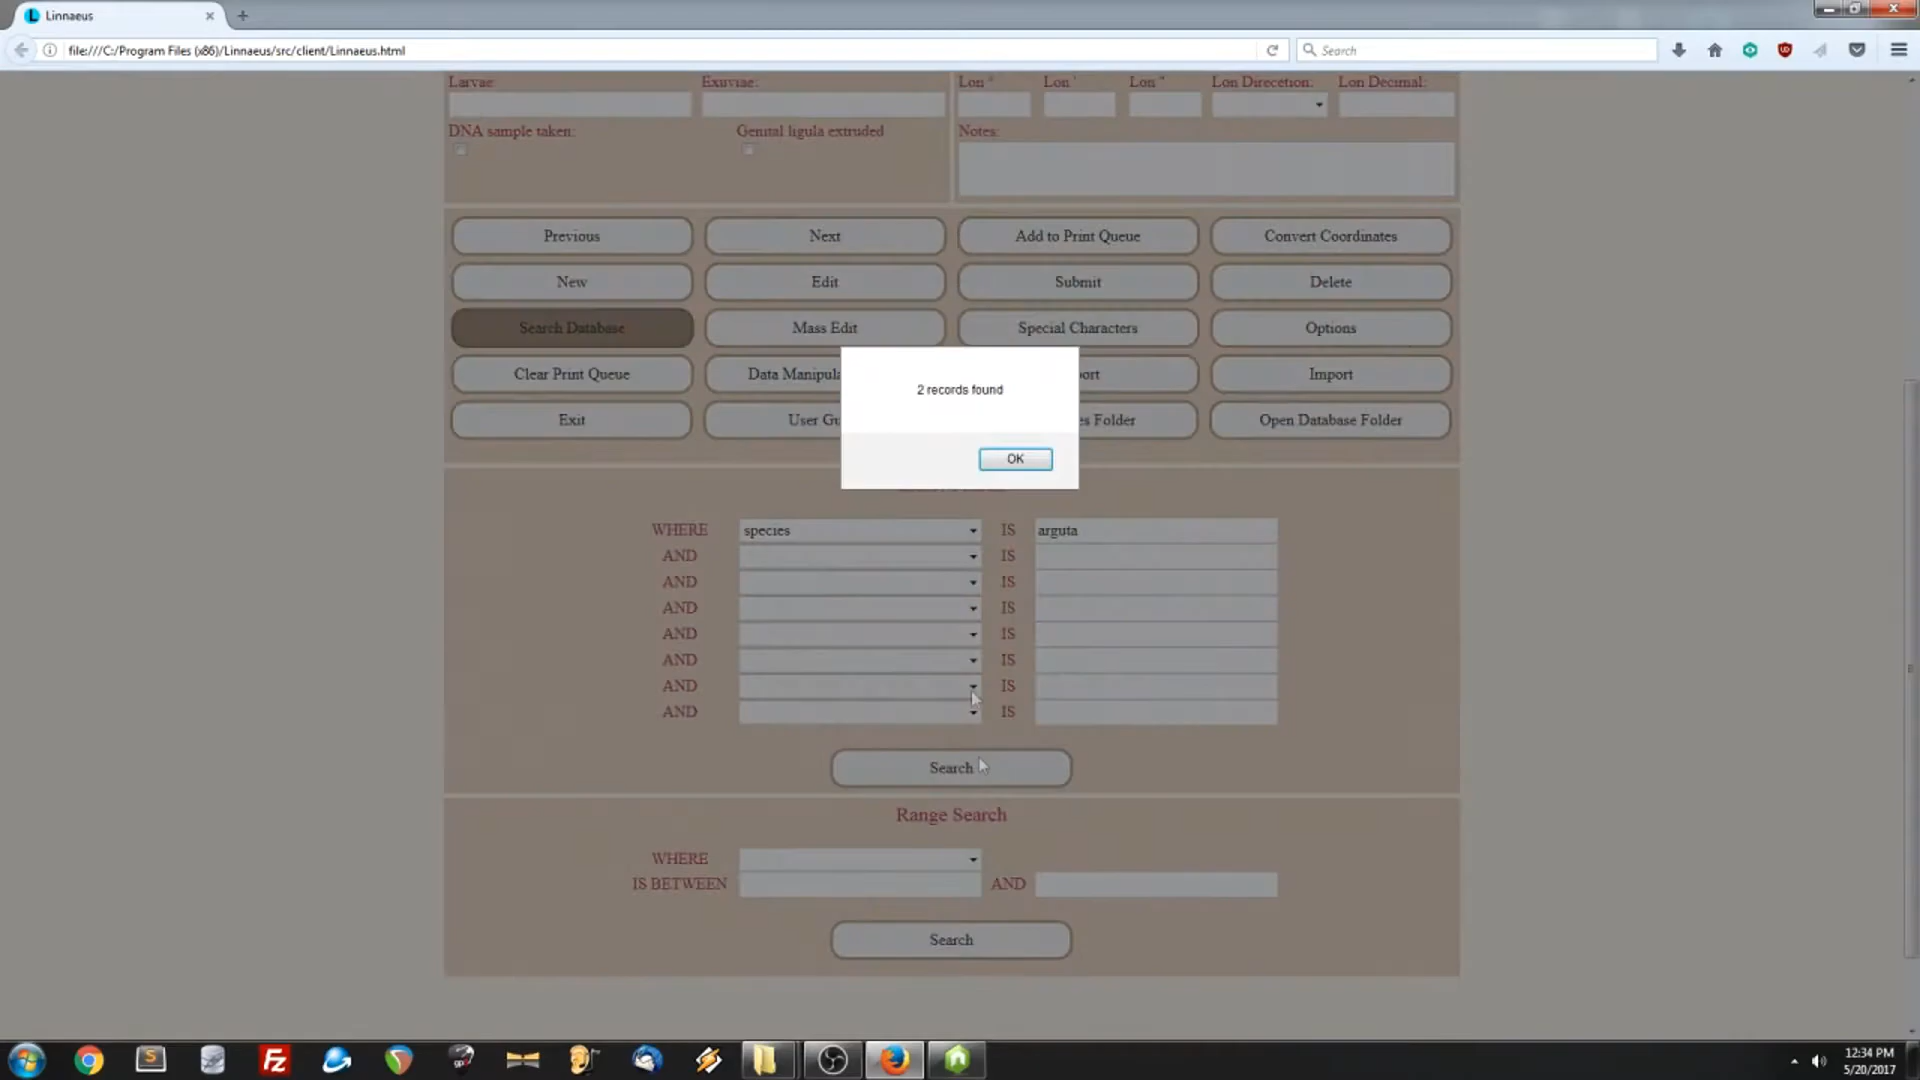 Linnaeus
file:///C:/Program Files (x86)/Linnaeus/src/client/Linnaeus.html
Search
Larvae: Exuviae: Lon ° Lon ' Lon " Lon Direcetion: Lon Decimal:
DNA sample taken: Genital ligula extruded Notes:
Previous Next Add to Print Queue Convert Coordinates
New Edit Submit Delete
Search Database Mass Edit Special Characters Options
Clear Print Queue Data Manipula ort Import
Exit User Gu es Folder Open Database Folder
2 records found
OK
WHERE species IS arguta
AND IS
AND IS
AND IS
AND IS
AND IS
AND IS
AND IS
Search
Range Search
WHERE
IS BETWEEN AND
Search
12:34 PM
5/20/2017